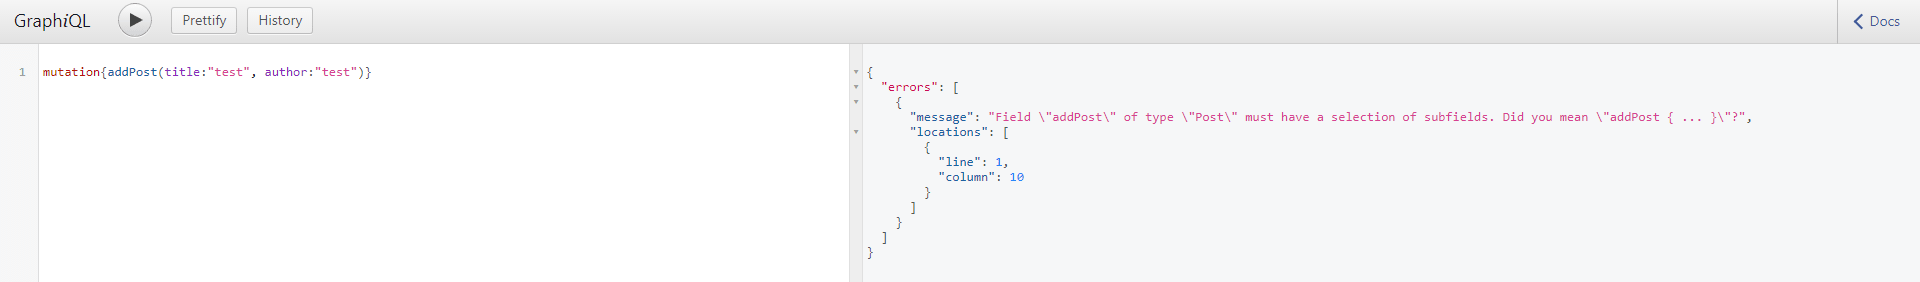 GraphiQL Prettify History Docs
1 mutation{addPost(title:"test", author:"test")}
{
"errors": [
{
"message": "Field \"addPost\" of type \"Post\" must have a selection of subfields. Did you mean \"addPost { ... }\"?",
"locations": [
{
"line": 1,
"column": 10
}
]
}
]
}